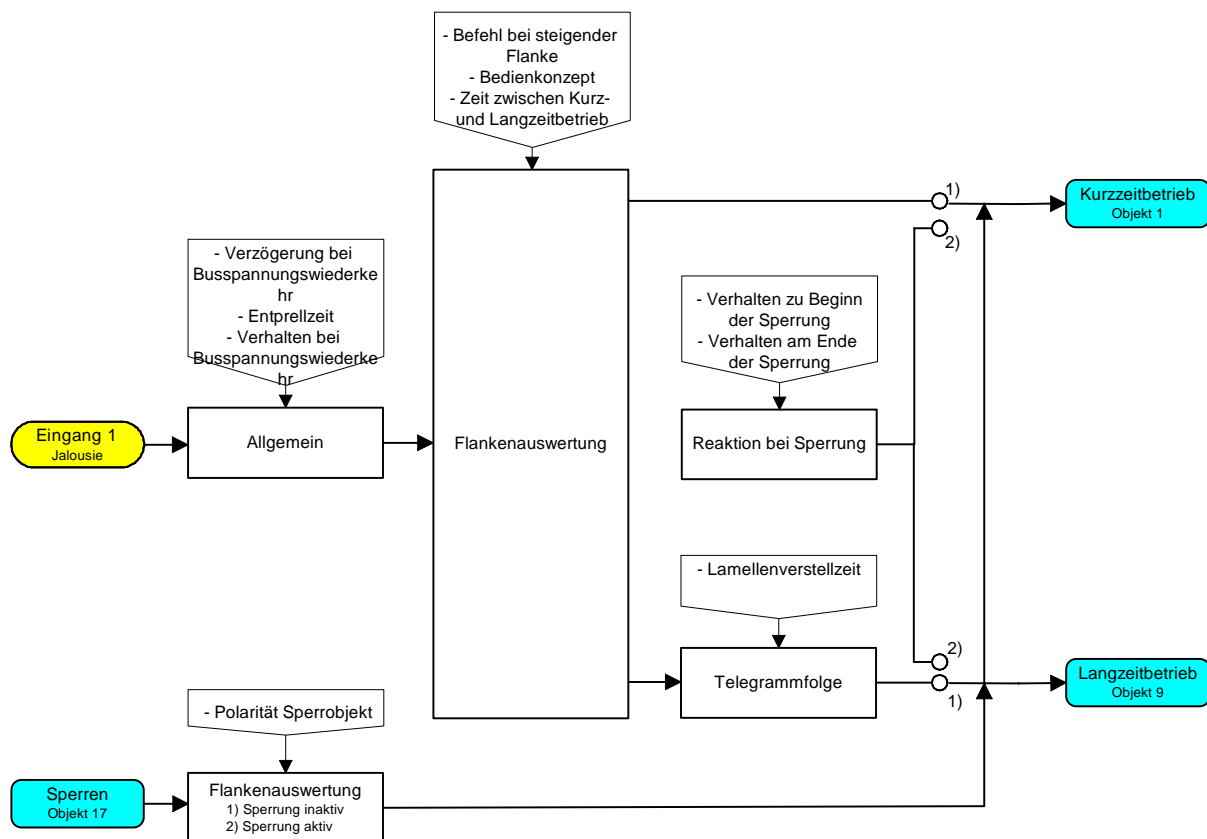 - Befehl bei steigender
Flanke
- Bedienkonzept
- Zeit zwischen Kurz-
und Langzeitbetrieb
1)
Kurzzeitbetrieb
Objekt 1
2)
- Verzögerung bei
Busspannungswiederke
hr
- Entprellzeit
- Verhalten bei
Busspannungswiederke
hr
- Verhalten zu Beginn
der Sperrung
- Verhalten am Ende
der Sperrung
Eingang 1
Jalousie
Allgemein
Flankenauswertung
Reaktion bei Sperrung
- Lamellenverstellzeit
2)
Telegrammfolge
1)
Langzeitbetrieb
Objekt 9
- Polarität Sperrobjekt
Sperren
Objekt 17
Flankenauswertung
1) Sperrung inaktiv
2) Sperrung aktiv